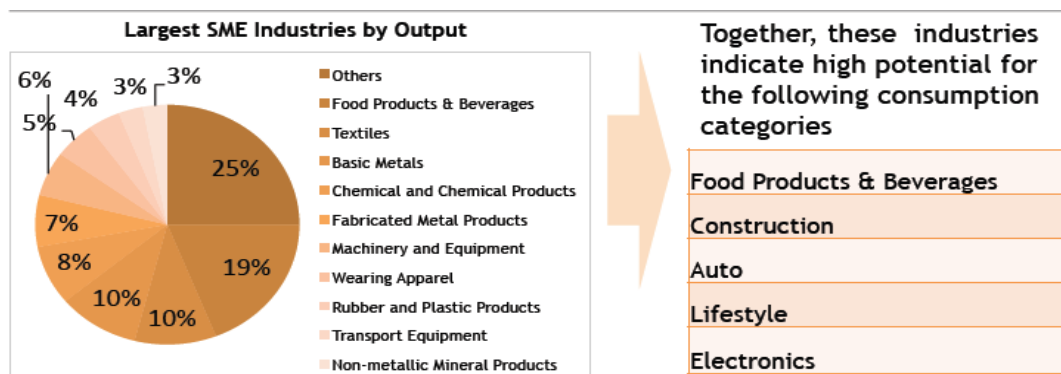 Largest SME Industries by Output
6%
4%
3%
3%
5%
25%
7%
8%
19%
10%
10%
Others
Food Products & Beverages
Textiles
Basic Metals
Chemical and Chemical Products
Fabricated Metal Products
Machinery and Equipment
Wearing Apparel
Rubber and Plastic Products
Transport Equipment
Non-metallic Mineral Products
Together, these industries
indicate high potential for
the following consumption
categories
Food Products & Beverages
Construction
Auto
Lifestyle
Electronics